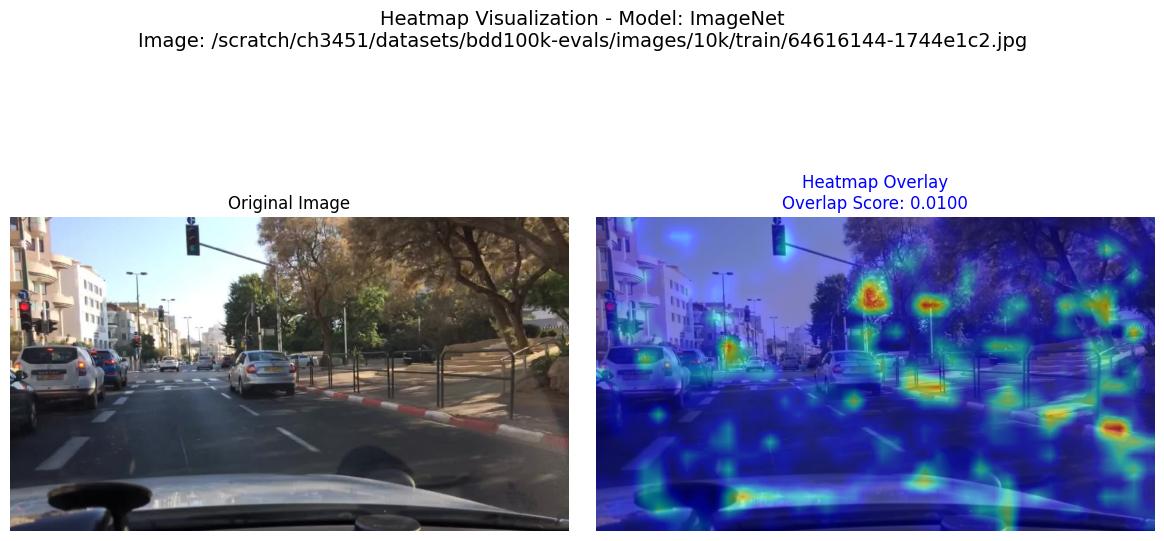 Heatmap Visualization - Model: ImageNet
Image: /scratch/ch3451/datasets/bdd100k-evals/images/10k/train/64616144-1744e1c2.jpg
Original Image
Heatmap Overlay
Overlap Score: 0.0100